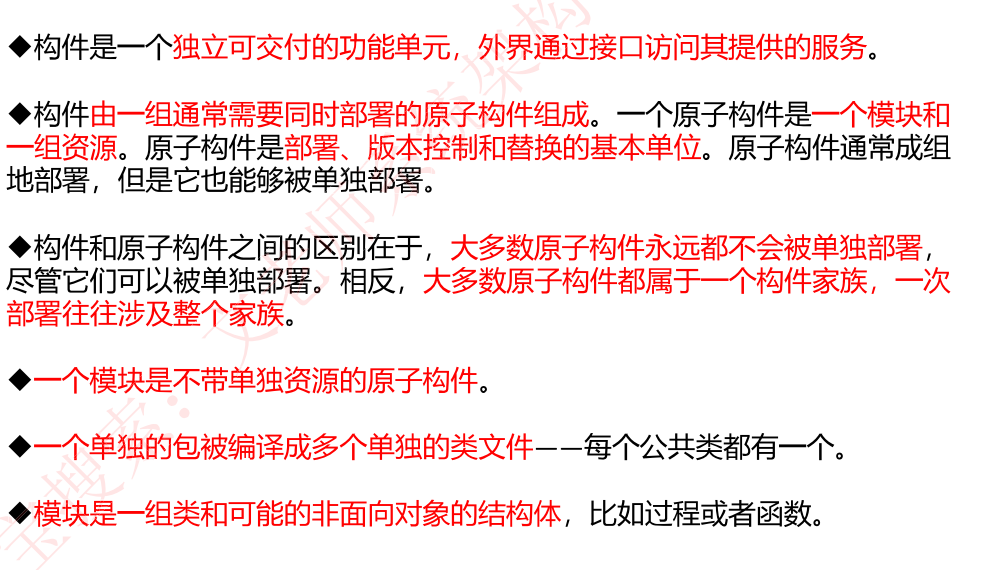 ◆构件是一个独立可交付的功能单元，外界通过接口访问其提供的服务。
◆构件由一组通常需要同时部署的原子构件组成。一个原子构件是一个模块和
一组资源。原子构件是部署、版本控制和替换的基本单位。原子构件通常成组
地部署，但是它也能够被单独部署。
◆构件和原子构件之间的区别在于，大多数原子构件永远都不会被单独部署，
尽管它们可以被单独部署。相反，大多数原子构件都属于一个构件家族，一次
部署往往涉及整个家族。
◆一个模块是不带单独资源的原子构件。
◆一个单独的包被编译成多个单独的类文件——每个公共类都有一个。
◆模块是一组类和可能的非面向对象的结构体，比如过程或者函数。